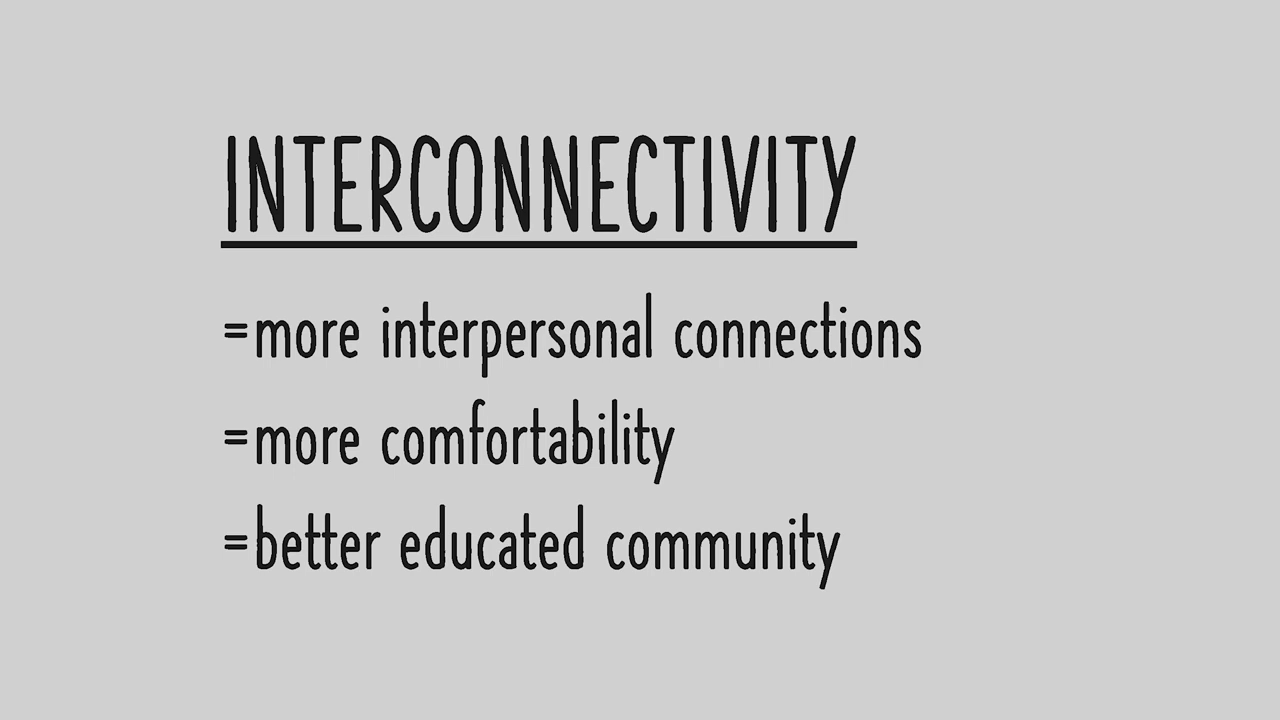 INTERCONNECTIVITY
=more interpersonal connections
=more comfortability
=better educated community